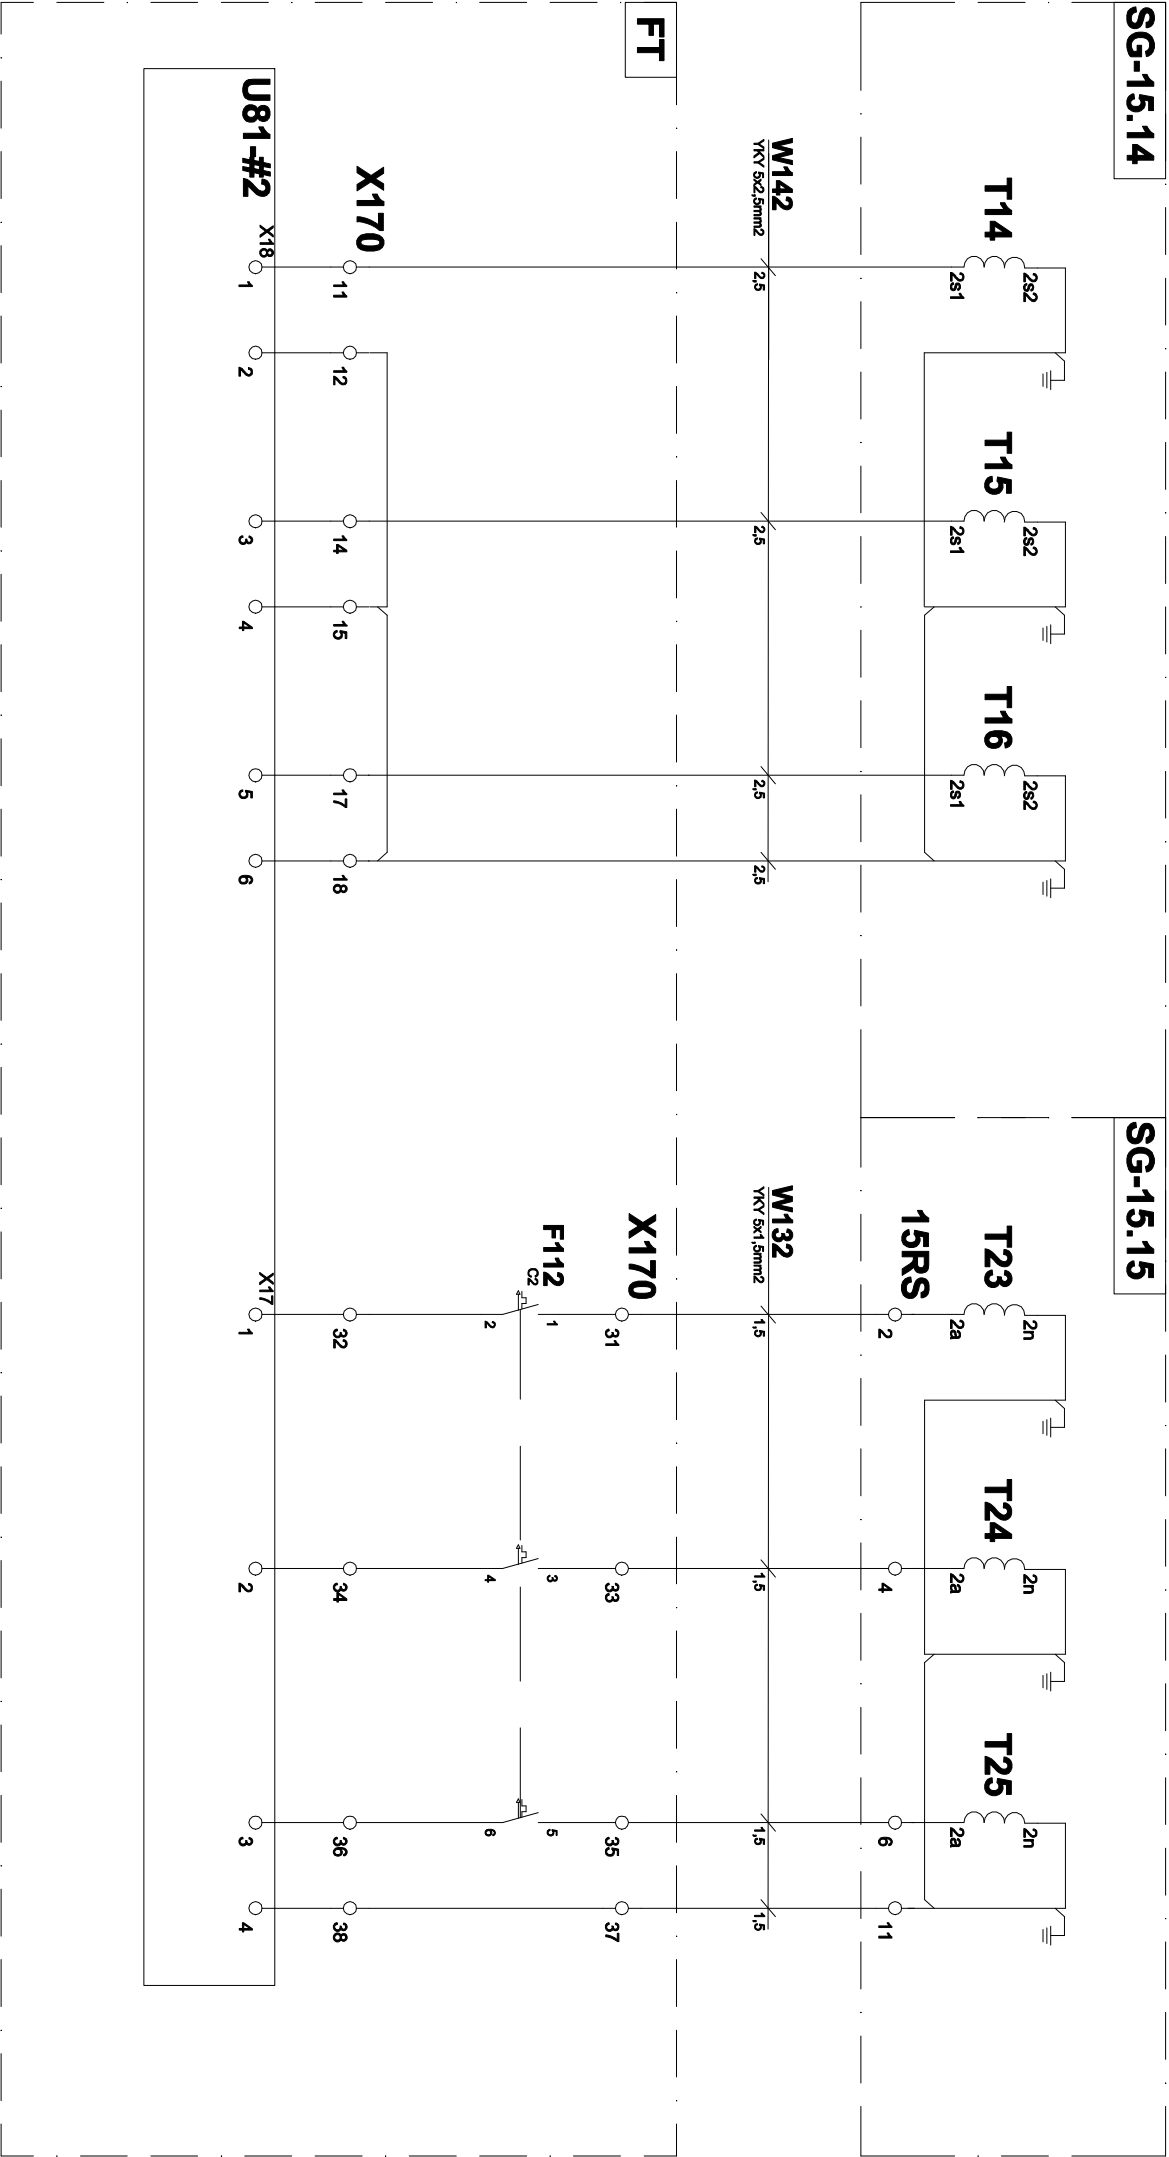 SG-15.14
SG-15.15
T14
T15
T16
T23
T24
T25
2s2
2s2
2s2
2n
2n
2n
2s1
2s1
2s1
2a
2a
2a
15RS
2
4
6
11
W142
YKY 5x2,5mm2
2,5
2,5
2,5
2,5
W132
YKY 5x1,5mm2
1,5
1,5
1,5
1,5
FT
X170
31
33
35
37
F112
C2
1
3
5
2
4
6
X170
11
12
14
15
17
18
32
34
36
38
U81-#2
X18
1
2
3
4
5
6
X17
1
2
3
4